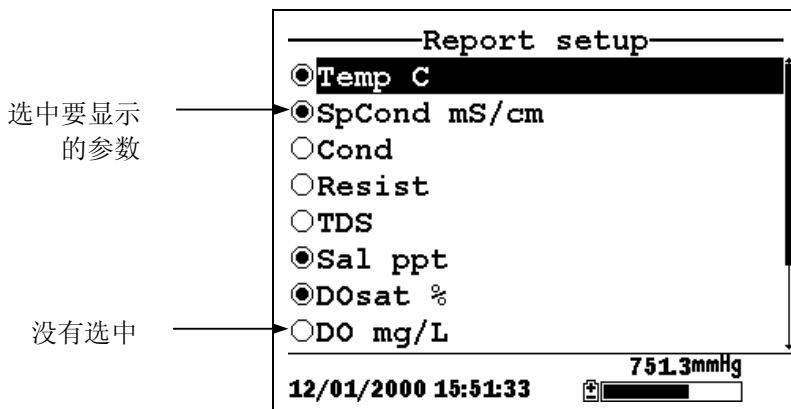 Report setup
Temp C
选中要显示
的参数
SpCond mS/cm
Cond
Resist
TDS
Sal ppt
DOsat %
没有选中
DO mg/L
751.3mmHg
12/01/2000 15:51:33